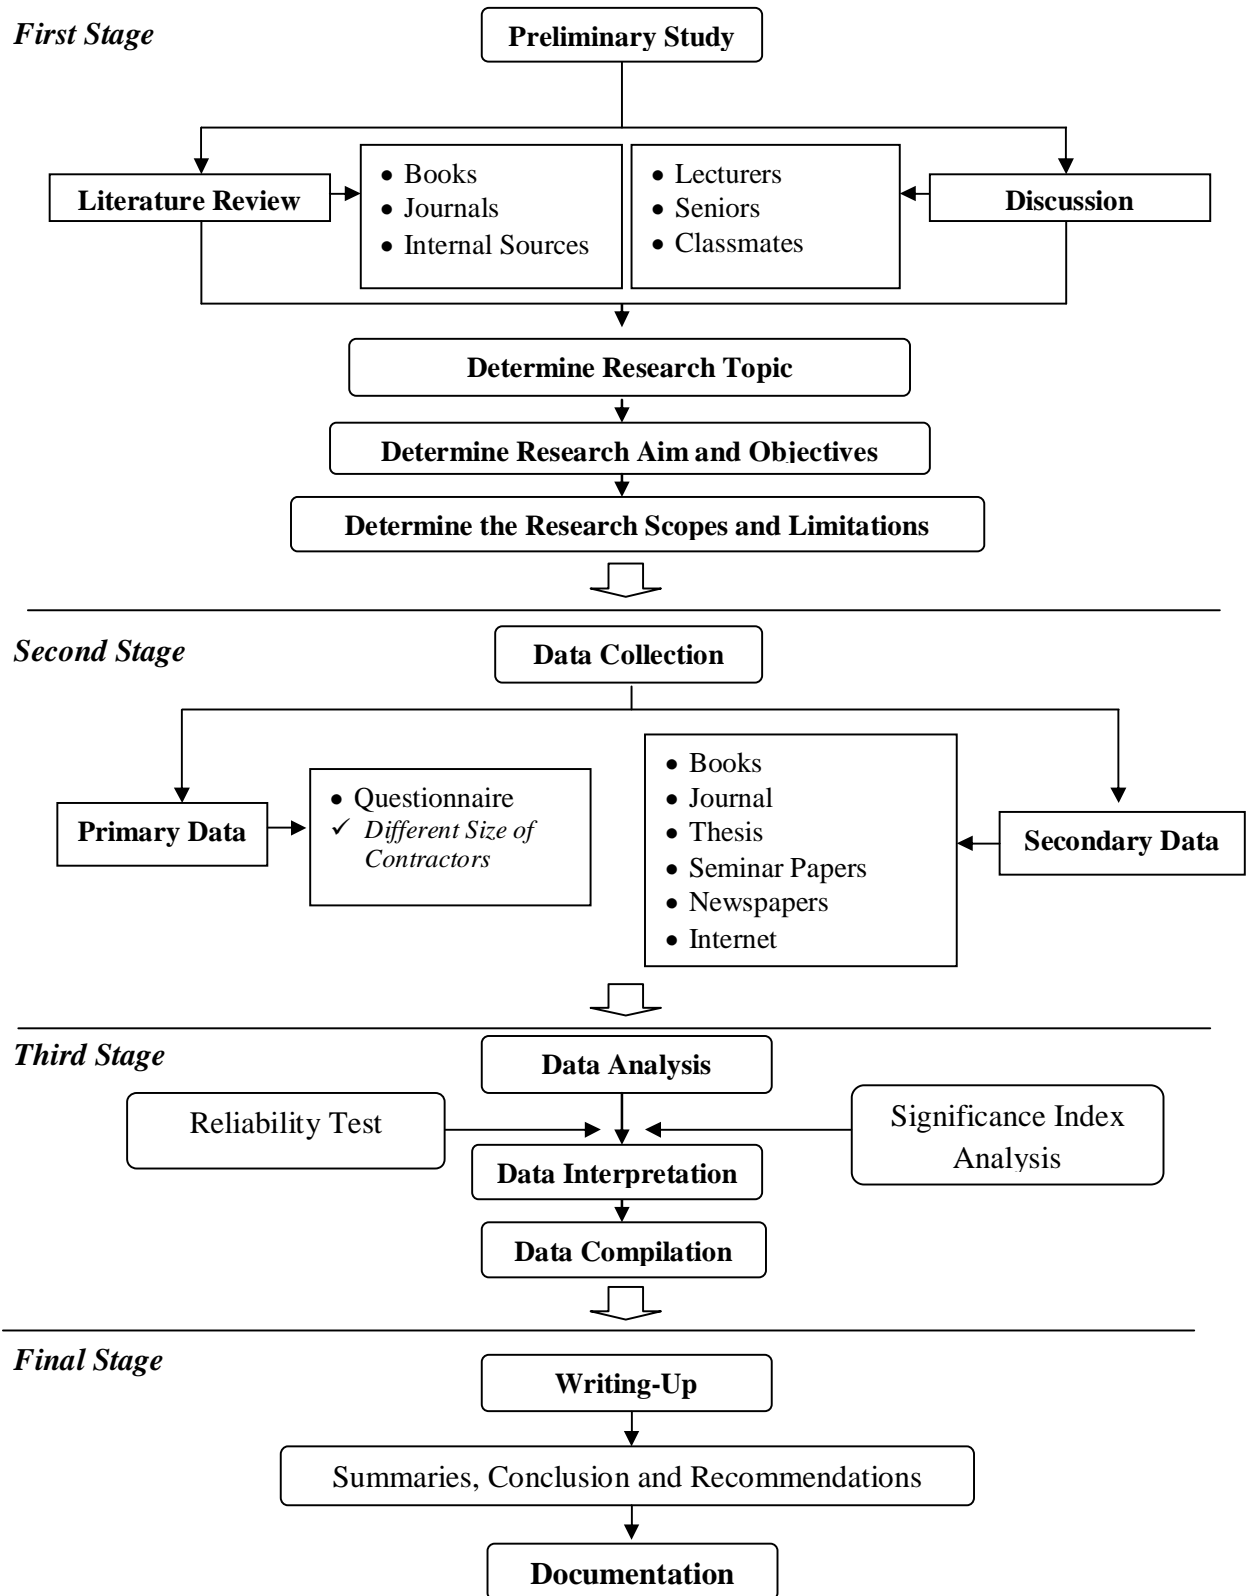 First Stage
Preliminary Study
Literature Review
• Books
• Journals
• Internal Sources
• Lecturers
• Seniors
• Classmates
Discussion
Determine Research Topic
Determine Research Aim and Objectives
Determine the Research Scopes and Limitations
Second Stage
Data Collection
Primary Data
• Questionnaire
✓ Different Size of
Contractors
• Books
• Journal
• Thesis
• Seminar Papers
• Newspapers
• Internet
Secondary Data
Third Stage
Data Analysis
Reliability Test
Significance Index
Analysis
Data Interpretation
Data Compilation
Final Stage
Writing-Up
Summaries, Conclusion and Recommendations
Documentation